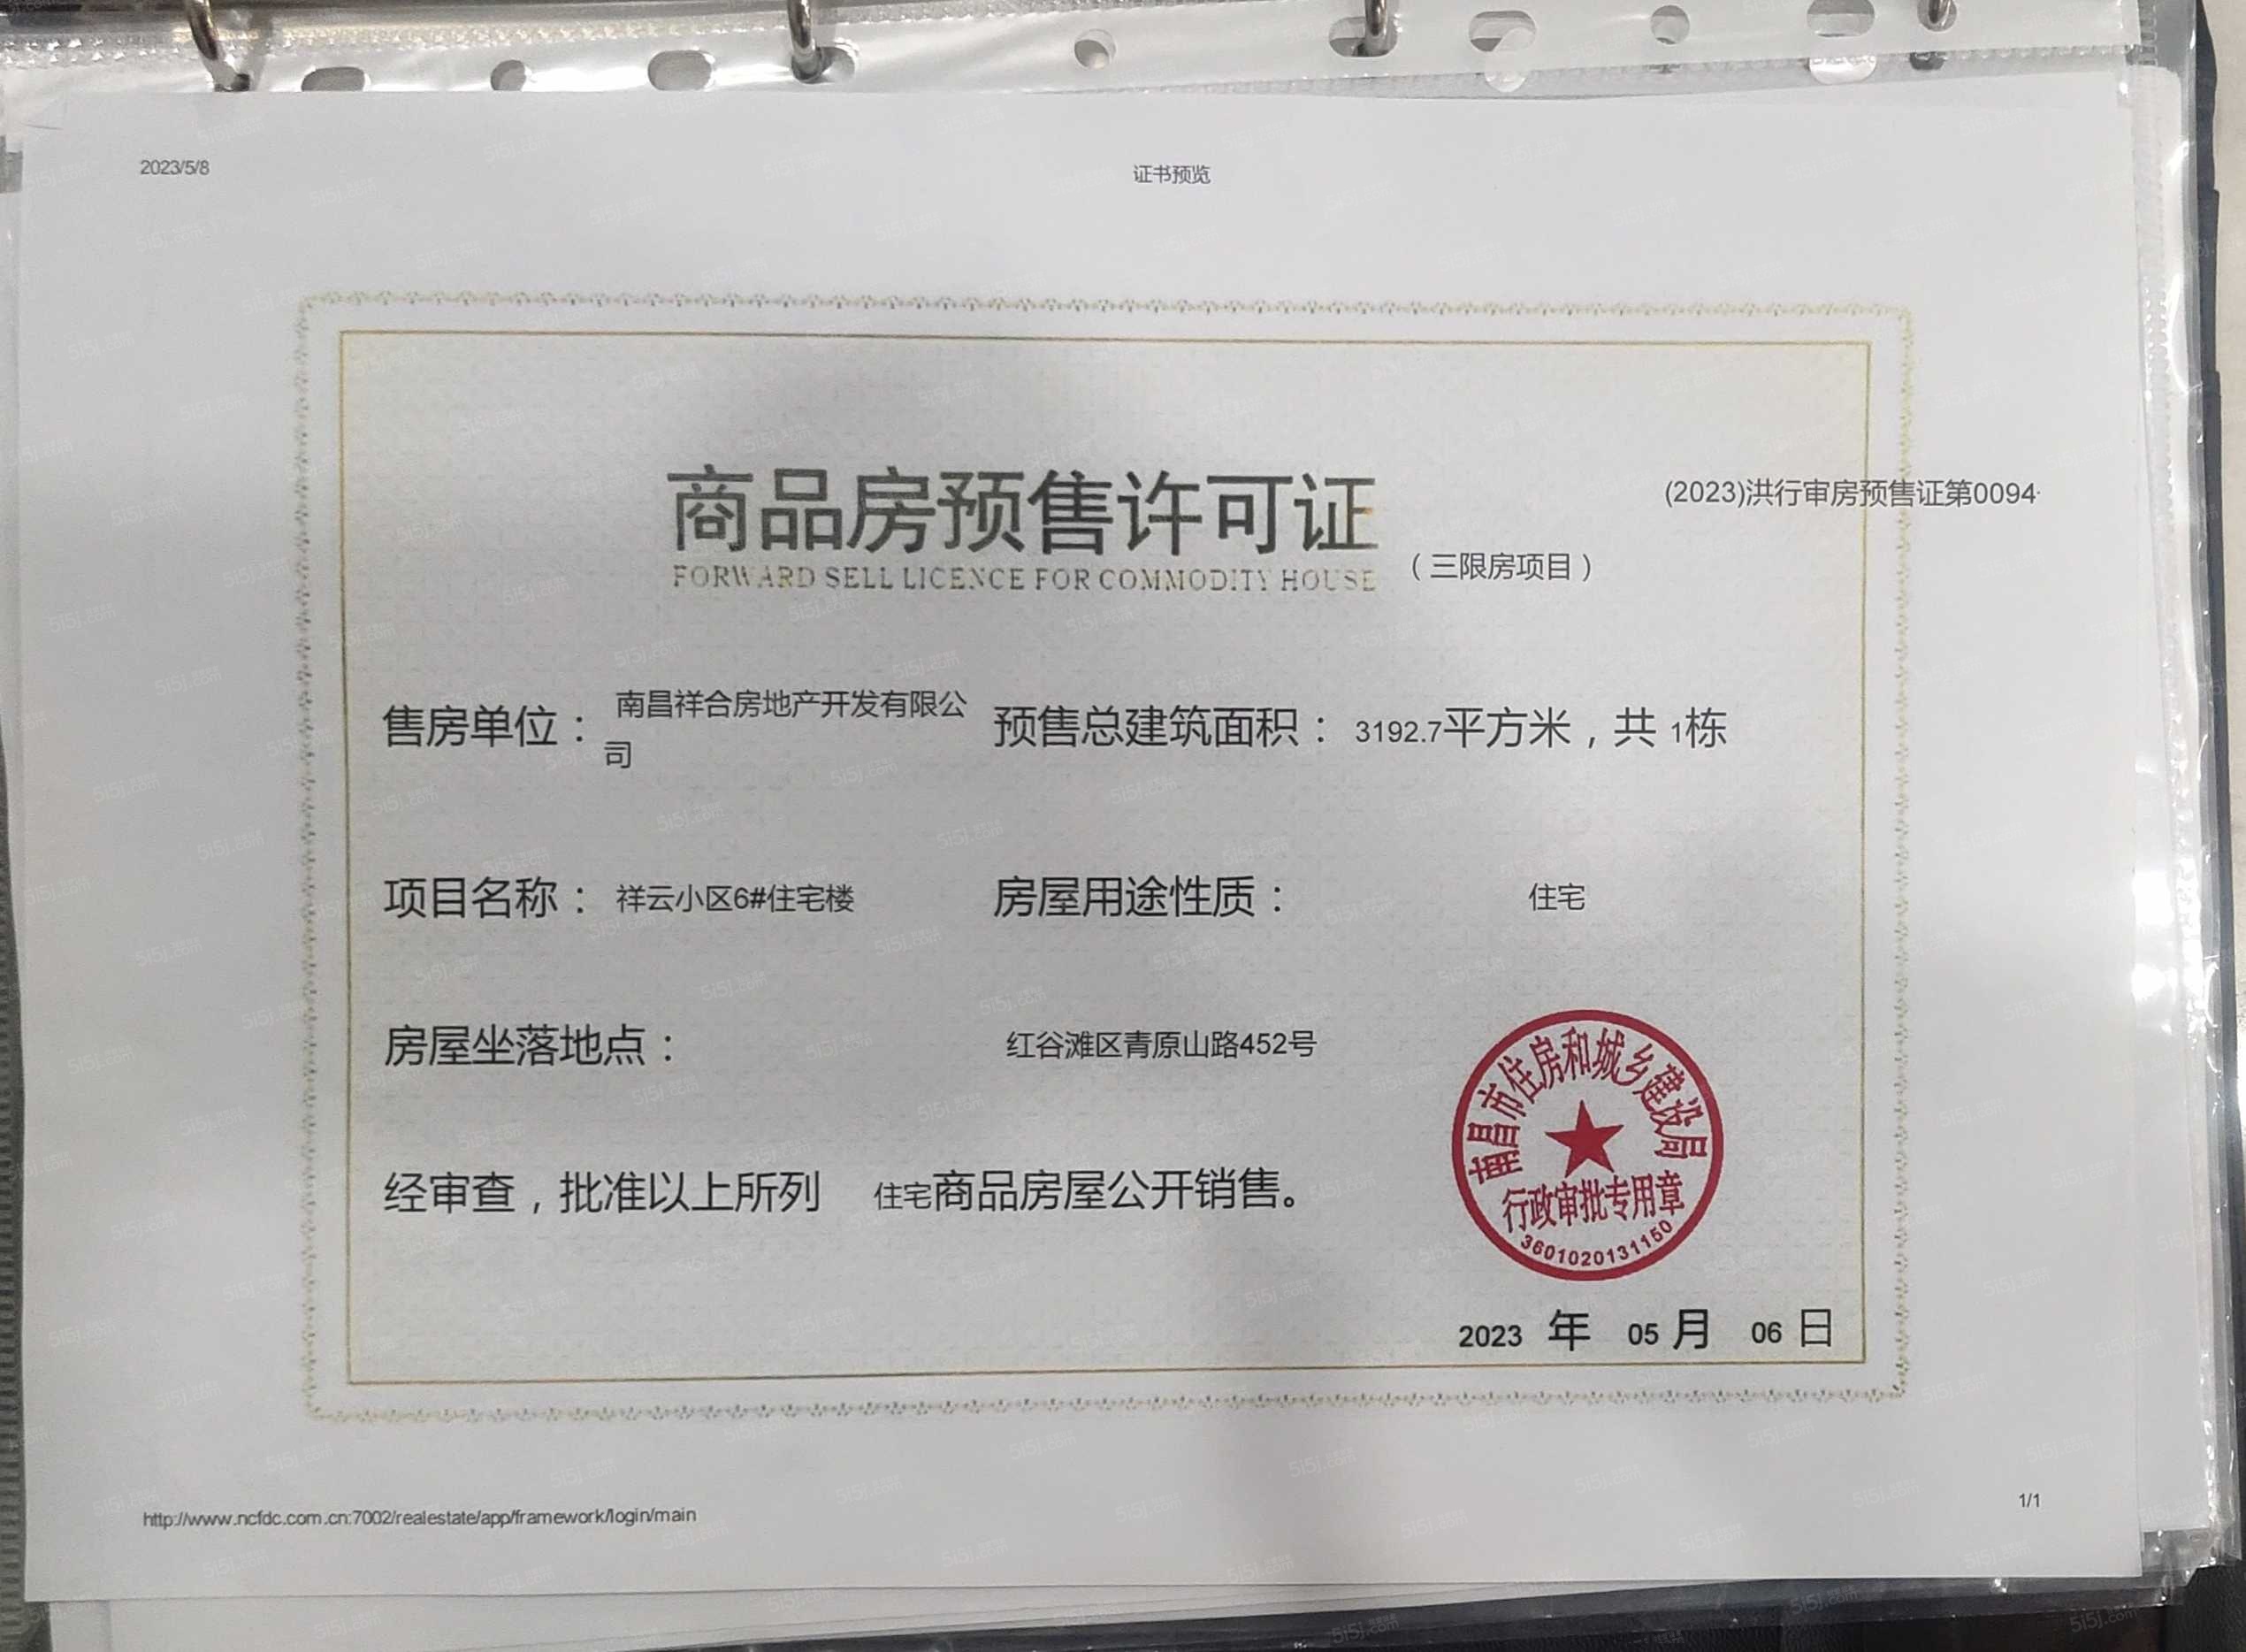 2023/5/8
证书预览
(2023)洪行审房预售证第0094
商品房预售许可证
FORWARD SELL LICENCE FOR COMMODITY HOUSE
（三限房项目）
售房单位： 南昌祥合房地产开发有限公
司
预售总建筑面积： 3192.7平方米，共 1栋
项目名称： 祥云小区6#住宅楼
房屋用途性质： 住宅
房屋坐落地点： 红谷滩区青原山路452号
经审查，批准以上所列 住宅商品房屋公开销售。
南昌市住房和城乡建设局
行政审批专用章
3601020131150
2023 年 05 月 06 日
http://www.ncfdc.com.cn:7002/realestate/app/framework/login/main
1/1
5i5j.com